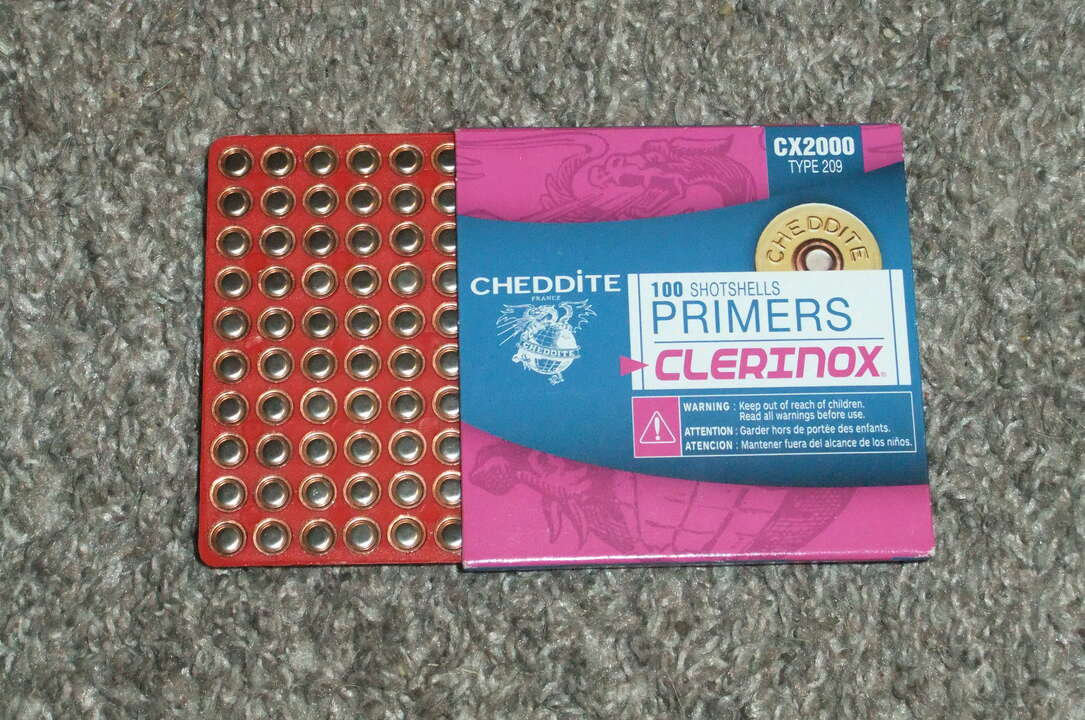 CX2000
TYPE 209
CHEDDITE
CHEDDiTE
FRANCE
CHEDDITE
100 SHOTSHELLS
PRIMERS
CLERINOX®
WARNING : Keep out of reach of children.
Read all warnings before use.
ATTENTION : Garder hors de portée des enfants.
ATENCION : Mantener fuera del alcance de los niños.